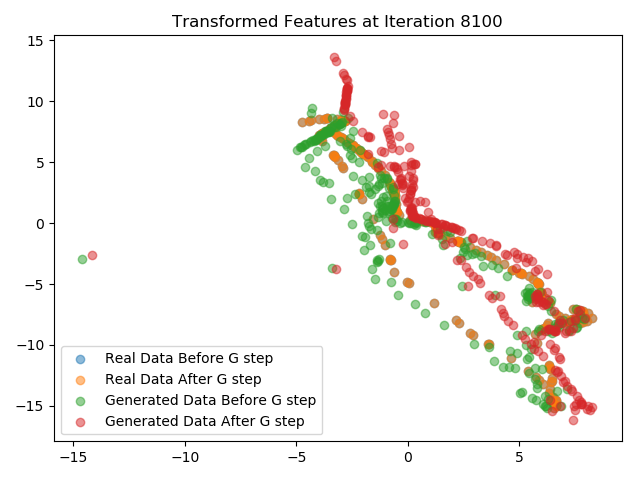 Transformed Features at Iteration 8100
15
10
5
0
−5
−10
−15
Real Data Before G step
Real Data After G step
Generated Data Before G step
Generated Data After G step
−15
−10
−5
0
5